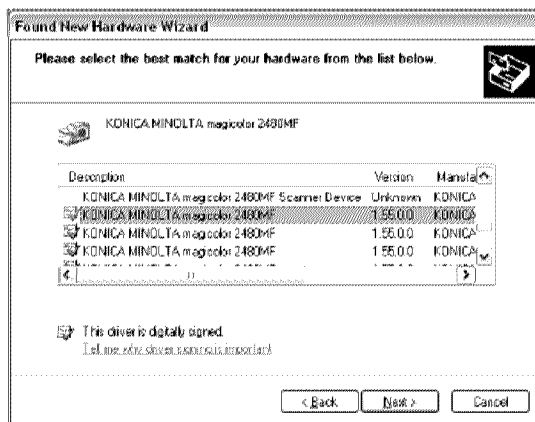 Found New Hardware Wizard
Please select the best match for your hardware from the list below.
KONICA MINOLTA magicolor 2480MF
Description Version Manufa
KONICA MINOLTA magicolor 2480MF Scanner Device Unknown KONICA
KONICA MINOLTA magicolor 2480MF 1.55.0.0 KONICA
KONICA MINOLTA magicolor 2480MF 1.55.0.0 KONICA
KONICA MINOLTA magicolor 2480MF 1.55.0.0 KONICA
This driver is digitally signed.
Tell me why driver signing is important
< Back
Next >
Cancel